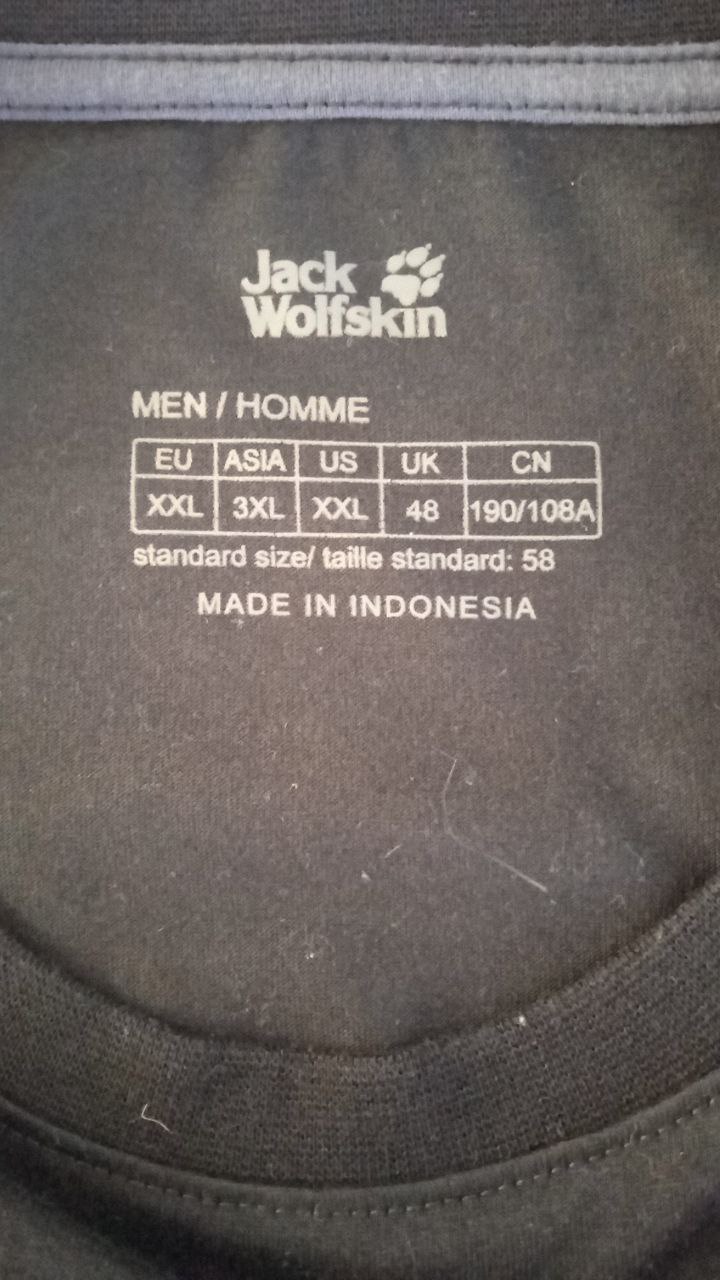 Jack
Wolfskin
MEN / HOMME
EU ASIA US UK CN
XXL 3XL XXL 48 190/108A
standard size/ taille standard: 58
MADE IN INDONESIA